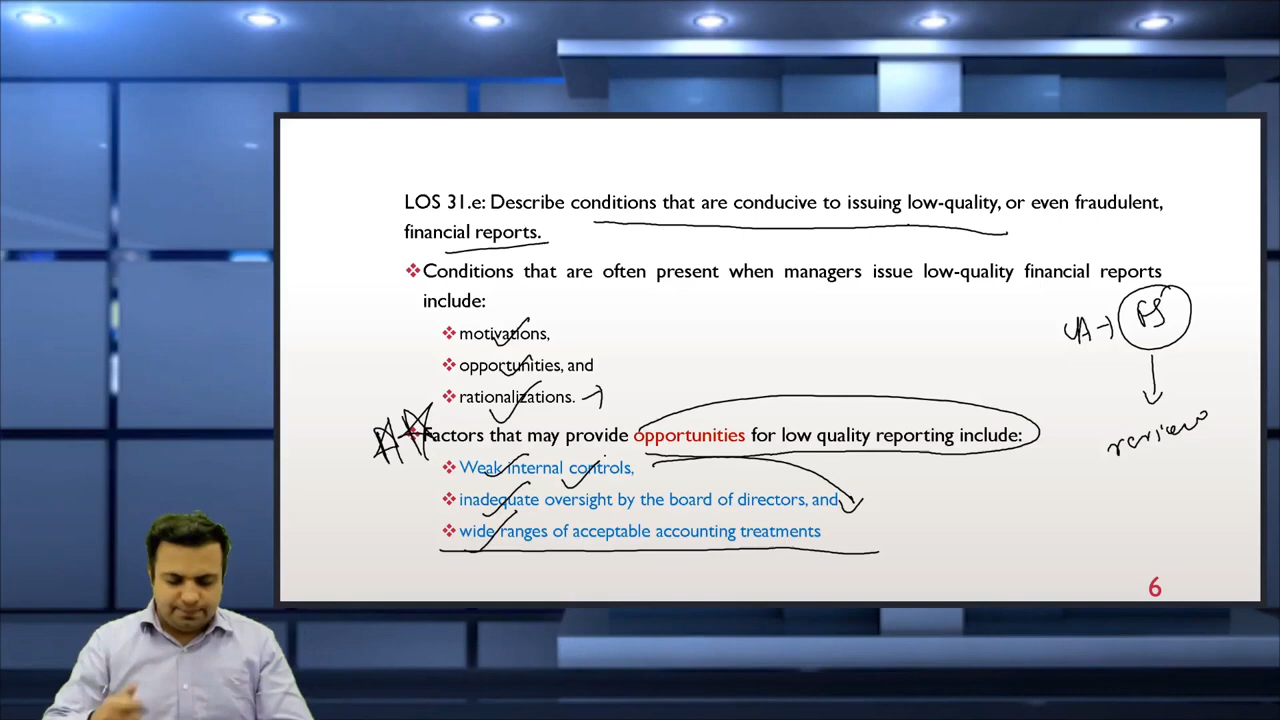 LOS 31.e: Describe conditions that are conducive to issuing low-quality, or even fraudulent,
financial reports.
Conditions that are often present when managers issue low-quality financial reports
include:
motivations,
opportunities, and
rationalizations.
Factors that may provide opportunities for low quality reporting include:
Weak internal controls,
inadequate oversight by the board of directors, and
wide ranges of acceptable accounting treatments
FS
review
6